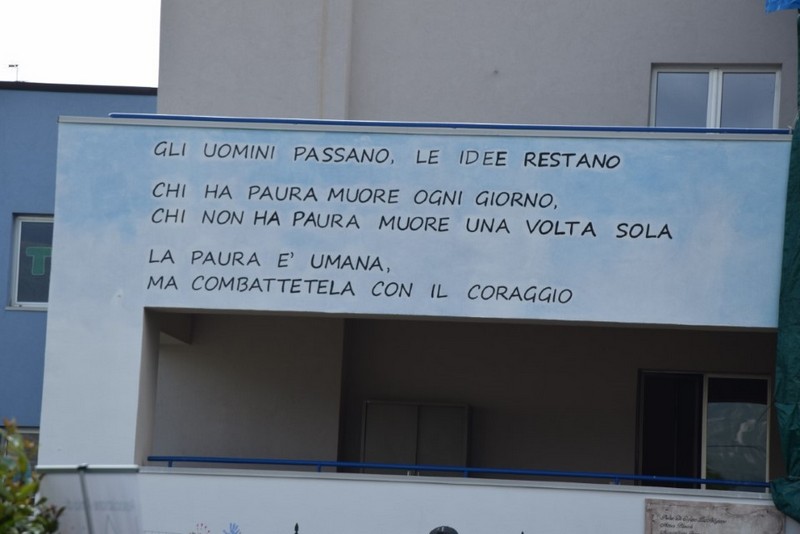 GLI UOMINI PASSANO, LE IDEE RESTANO
CHI HA PAURA MUORE OGNI GIORNO,
CHI NON HA PAURA MUORE UNA VOLTA SOLA
LA PAURA E' UMANA,
MA COMBATTETELA CON IL CORAGGIO